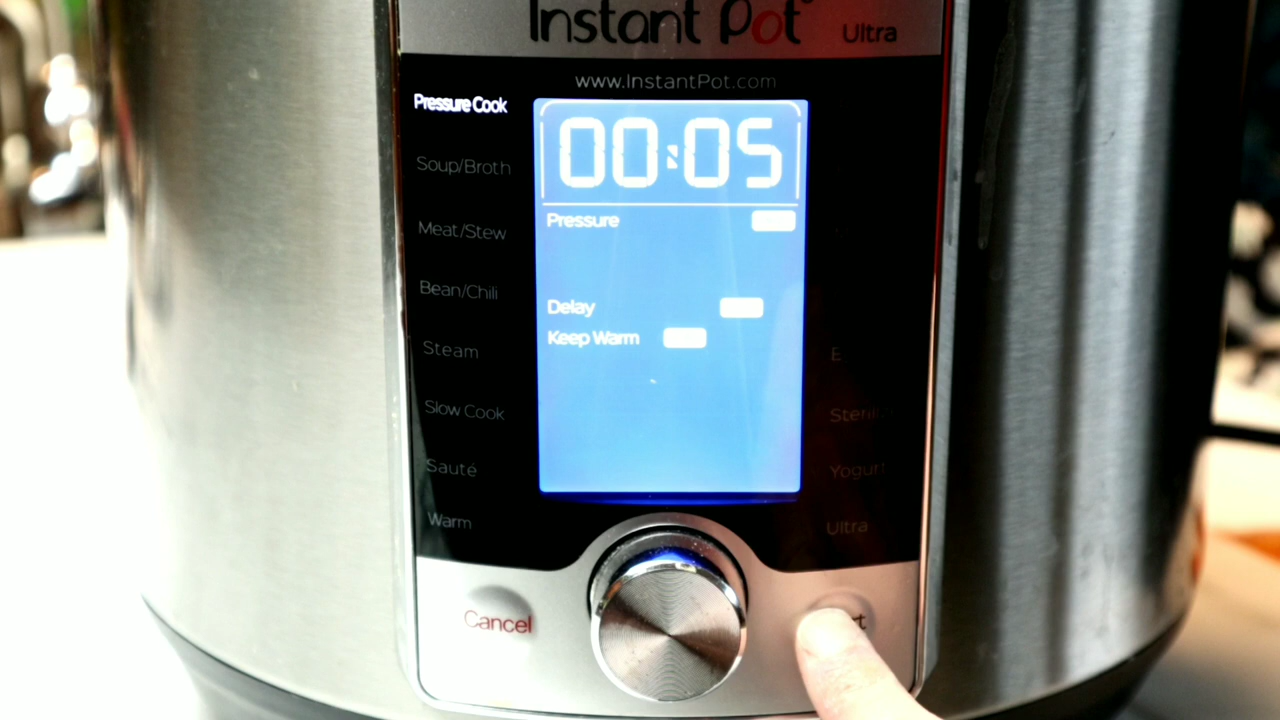 Instant Pot Ultra
www.InstantPot.com
Pressure Cook
00:05
Soup/Broth
Pressure
Meat/Stew
Bean/Chili
Delay
Keep Warm
Steam
Slow Cook
Sauté
Yogurt
Warm
Ultra
Cancel